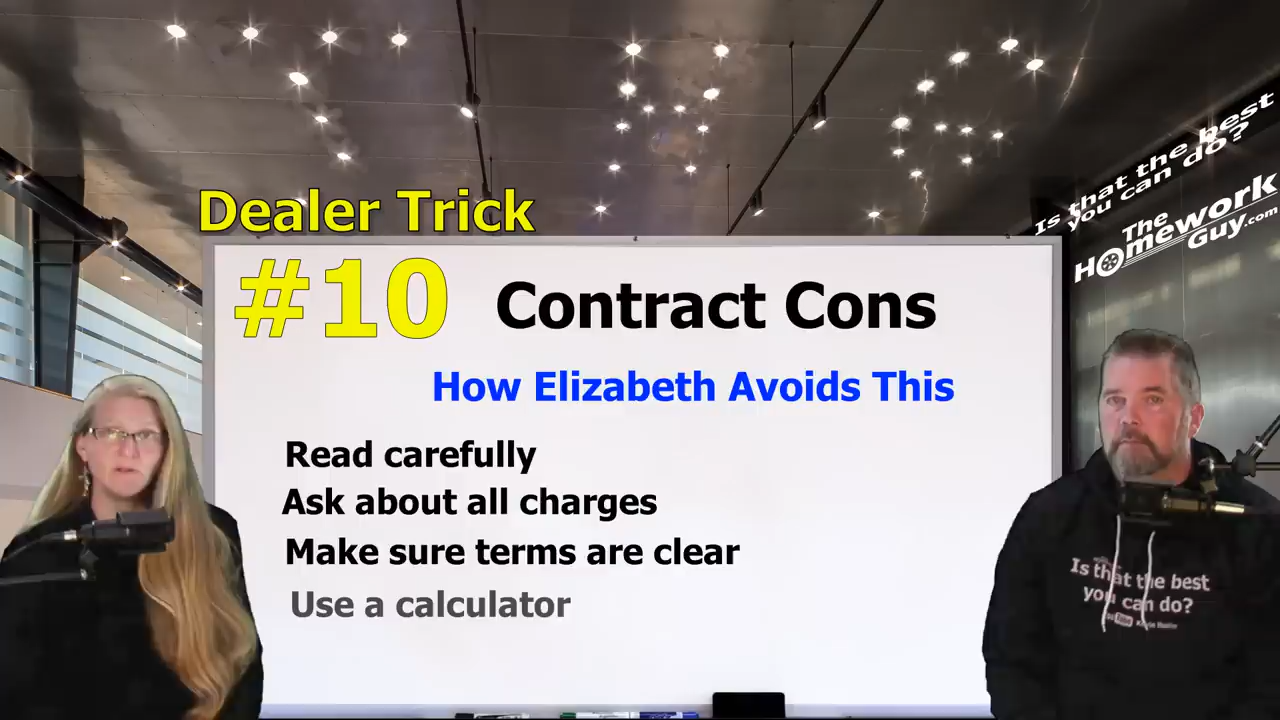 Dealer Trick
#10 Contract Cons
How Elizabeth Avoids This
Read carefully
Ask about all charges
Make sure terms are clear
Use a calculator
Is that the best
you can do?
The
Homework
Guy.com
Is that the best
you can do?